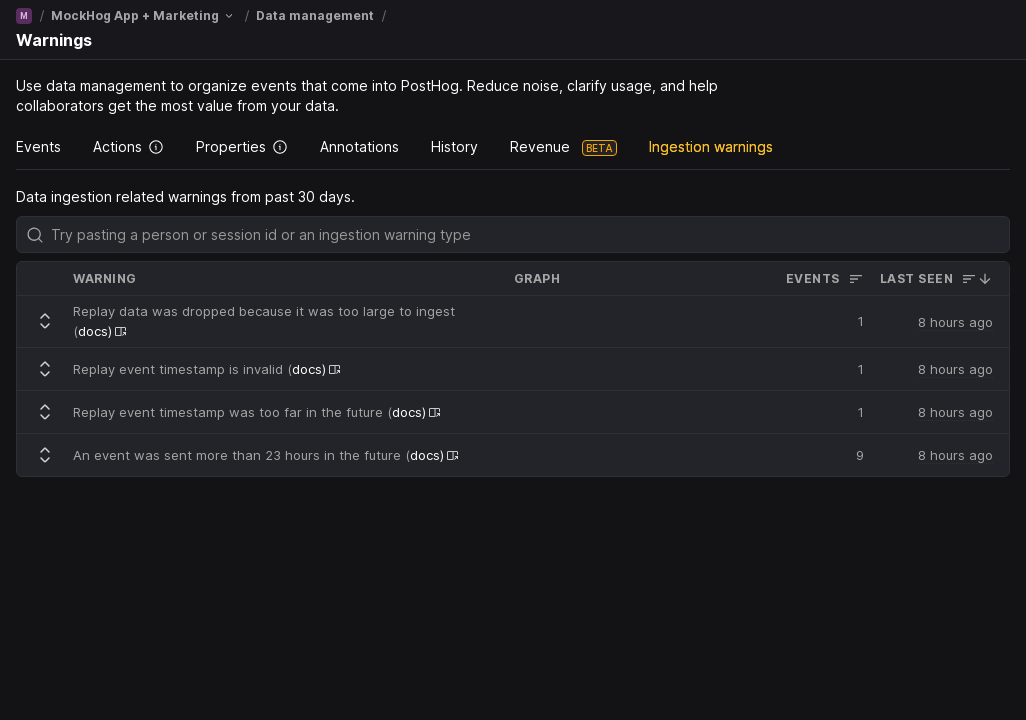 M / MockHog App + Marketing / Data management /
Warnings
Use data management to organize events that come into PostHog. Reduce noise, clarify usage, and help
collaborators get the most value from your data.
Events Actions Properties Annotations History Revenue BETA Ingestion warnings
Data ingestion related warnings from past 30 days.
Try pasting a person or session id or an ingestion warning type
WARNING GRAPH EVENTS LAST SEEN
Replay data was dropped because it was too large to ingest
(docs) 1 8 hours ago
Replay event timestamp is invalid (docs) 1 8 hours ago
Replay event timestamp was too far in the future (docs) 1 8 hours ago
An event was sent more than 23 hours in the future (docs) 9 8 hours ago